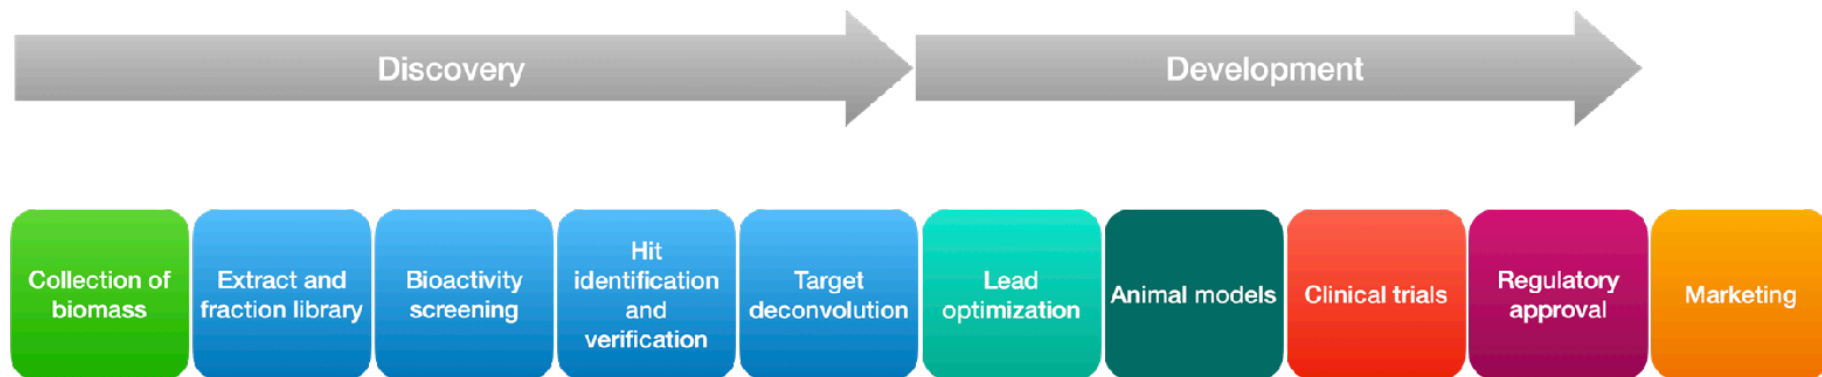 Discovery
Development
Collection of
biomass
Extract and
fraction library
Bioactivity
screening
Hit
identification
and
verification
Target
deconvolution
Lead
optimization
Animal models
Clinical trials
Regulatory
approval
Marketing